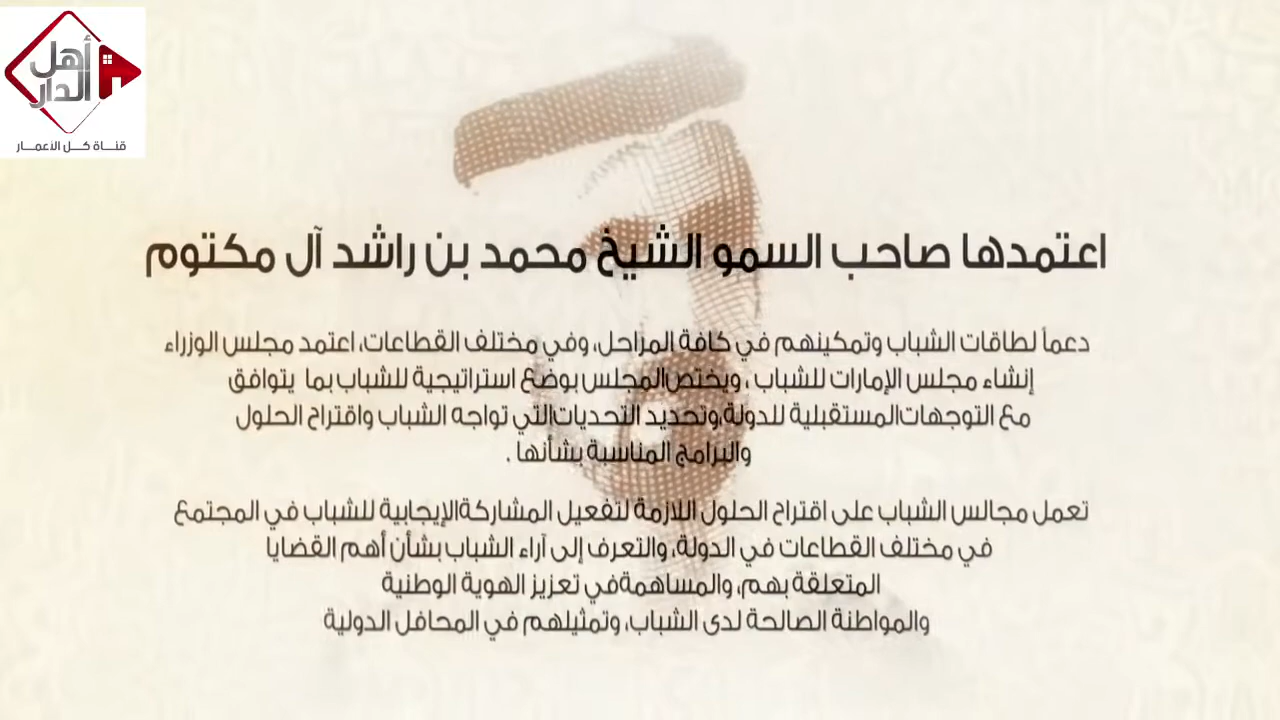 أهل
الدار
قناة كل الأعمار
اعتمدها صاحب السمو الشيخ محمد بن راشد آل مكتوم
دعماً لطاقات الشباب وتمكينهم في كافة المراحل، وفي مختلف القطاعات، اعتمد مجلس الوزراء
إنشاء مجلس الإمارات للشباب ، ويختص المجلس بوضع استراتيجية للشباب بما يتوافق
مع التوجهات المستقبلية للدولة، وتحديد التحديات التي تواجه الشباب واقتراح الحلول
والبرامج المناسبة بشأنها .
تعمل مجالس الشباب على اقتراح الحلول اللازمة لتفعيل المشاركة الإيجابية للشباب في المجتمع
في مختلف القطاعات في الدولة، والتعرف إلى آراء الشباب بشأن أهم القضايا
المتعلقة بهم، والمساهمة في تعزيز الهوية الوطنية
والمواطنة الصالحة لدى الشباب، وتمثيلهم في المحافل الدولية